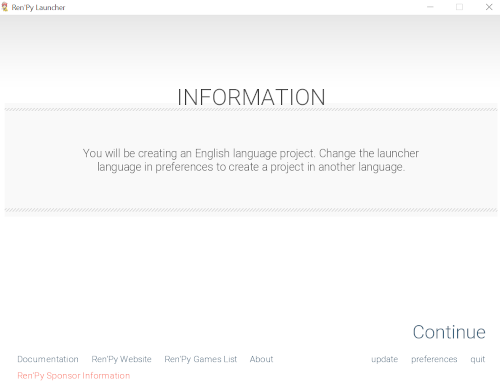 Ren'Py Launcher
INFORMATION
You will be creating an English language project. Change the launcher
language in preferences to create a project in another language.
Continue
Documentation Ren'Py Website Ren'Py Games List About update preferences quit
Ren'Py Sponsor Information